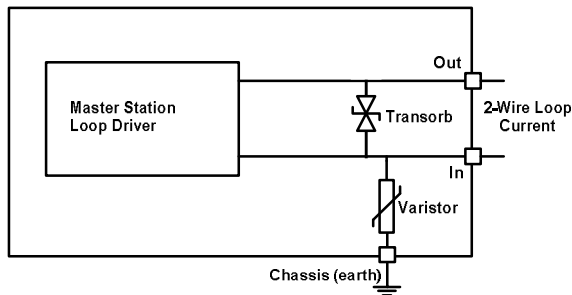 Out
Master Station
Loop Driver
Transorb
2-Wire Loop
Current
In
Varistor
Chassis (earth)